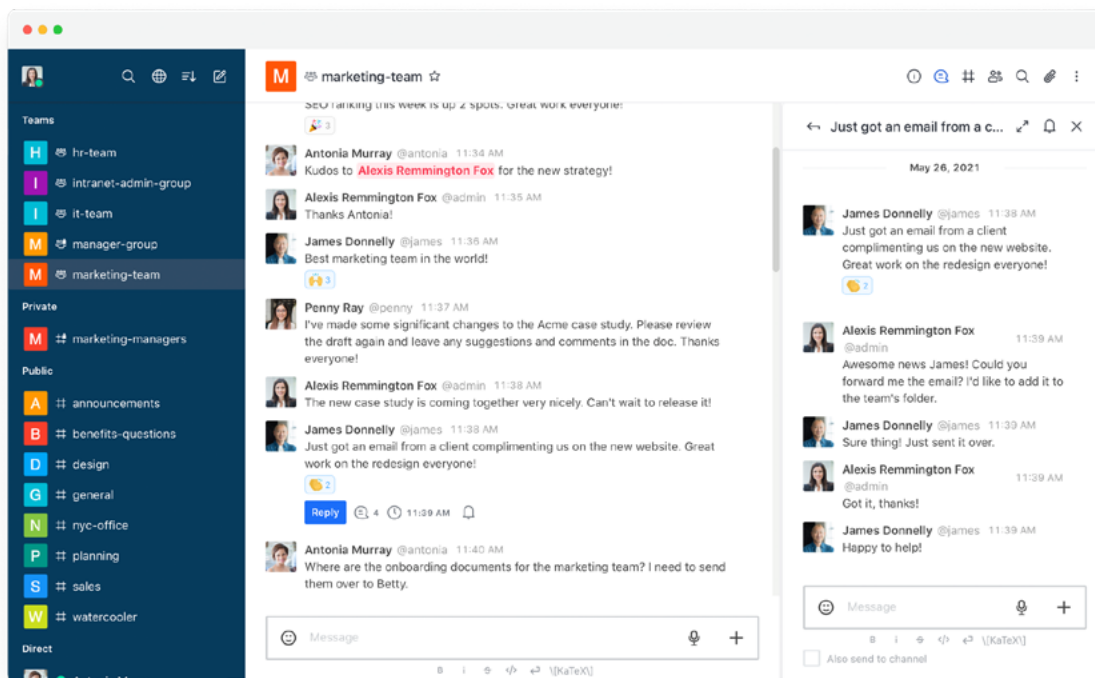 Teams
H hr-team
I intranet-admin-group
I it-team
M manager-group
M marketing-team
Private
M marketing-managers
Public
A announcements
B benefits-questions
D design
G general
N nyc-office
P planning
S sales
W watercooler
Direct
M marketing-team
SEO ranking this week is up 2 spots. Great work everyone!
3
Antonia Murray @antonia 11:34 AM
Kudos to Alexis Remmington Fox for the new strategy!
Alexis Remmington Fox @admin 11:35 AM
Thanks Antonia!
James Donnelly @james 11:36 AM
Best marketing team in the world!
3
Penny Ray @penny 11:37 AM
I've made some significant changes to the Acme case study. Please review
the draft again and leave any suggestions and comments in the doc. Thanks
everyone!
Alexis Remmington Fox @admin 11:38 AM
The new case study is coming together very nicely. Can't wait to release it!
James Donnelly @james 11:38 AM
Just got an email from a client complimenting us on the new website. Great
work on the redesign everyone!
2
Reply 4 11:39 AM
Antonia Murray @antonia 11:40 AM
Where are the onboarding documents for the marketing team? I need to send
them over to Betty.
Message
B i S </> \[KaTeX\]
Just got an email from a c...
May 26, 2021
James Donnelly @james 11:38 AM
Just got an email from a client
complimenting us on the new website.
Great work on the redesign everyone!
2
Alexis Remmington Fox
@admin 11:39 AM
Awesome news James! Could you
forward me the email? I'd like to add it to
the team's folder.
James Donnelly @james 11:39 AM
Sure thing! Just sent it over.
Alexis Remmington Fox
@admin 11:39 AM
Got it, thanks!
James Donnelly @james 11:39 AM
Happy to help!
Message
B i S </> \[KaTeX\]
Also send to channel